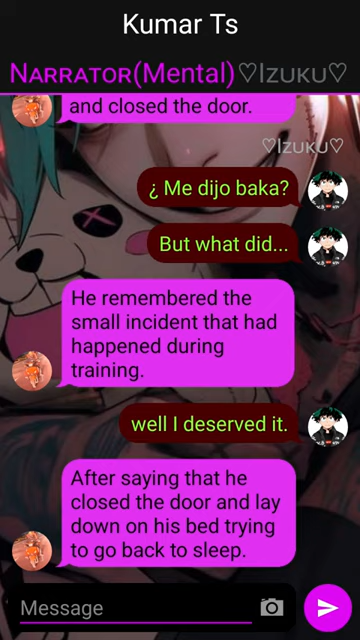 Kumar Ts
Narrator(Mental)♡Izuku♡
and closed the door.
♡Izuku♡
¿ Me dijo baka?
But what did...
He remembered the
small incident that had
happened during
training.
well I deserved it.
After saying that he
closed the door and lay
down on his bed trying
to go back to sleep.
Message